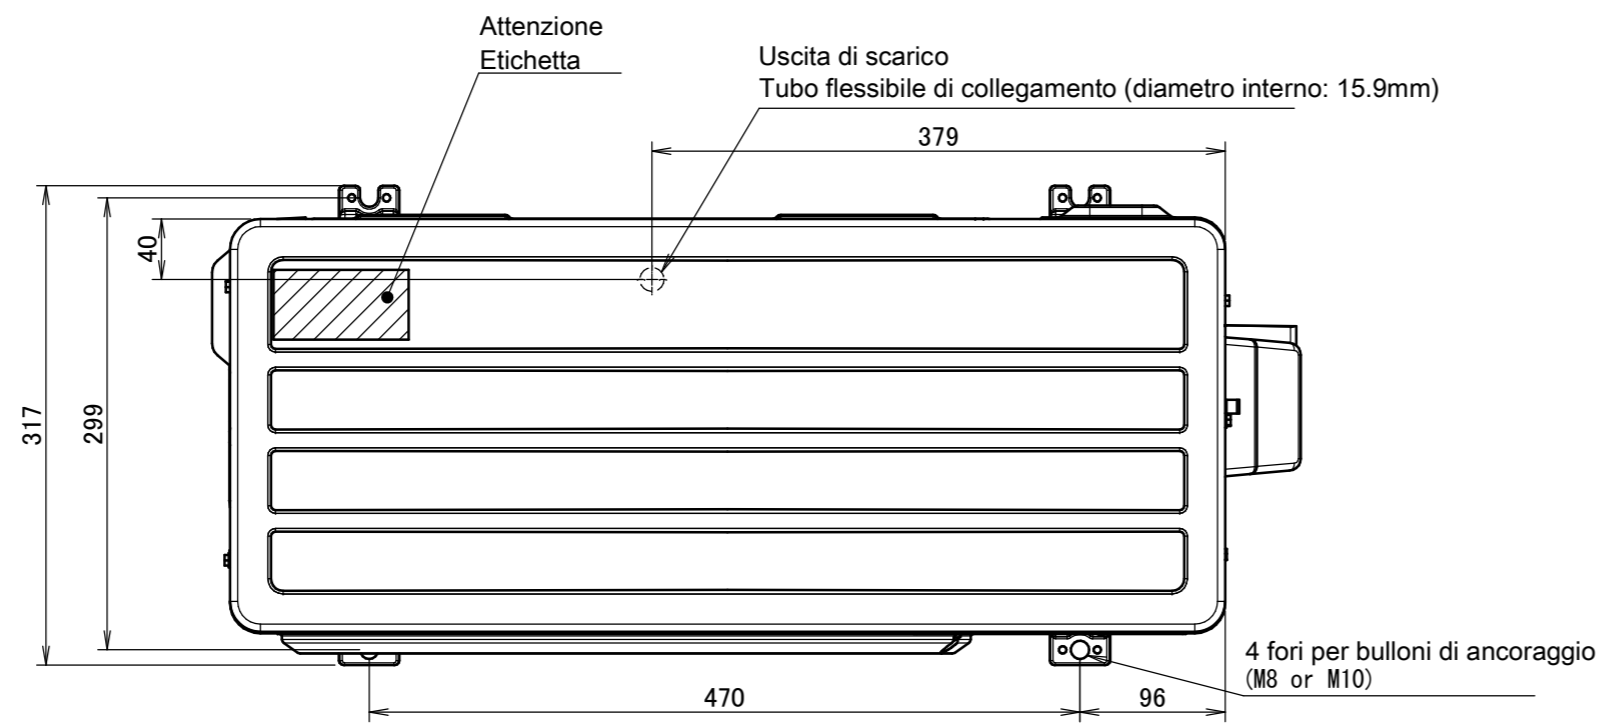 Attenzione
Etichetta
Uscita di scarico
Tubo flessibile di collegamento (diametro interno: 15.9mm)
379
40
317
299
4 fori per bulloni di ancoraggio
(M8 or M10)
470
96